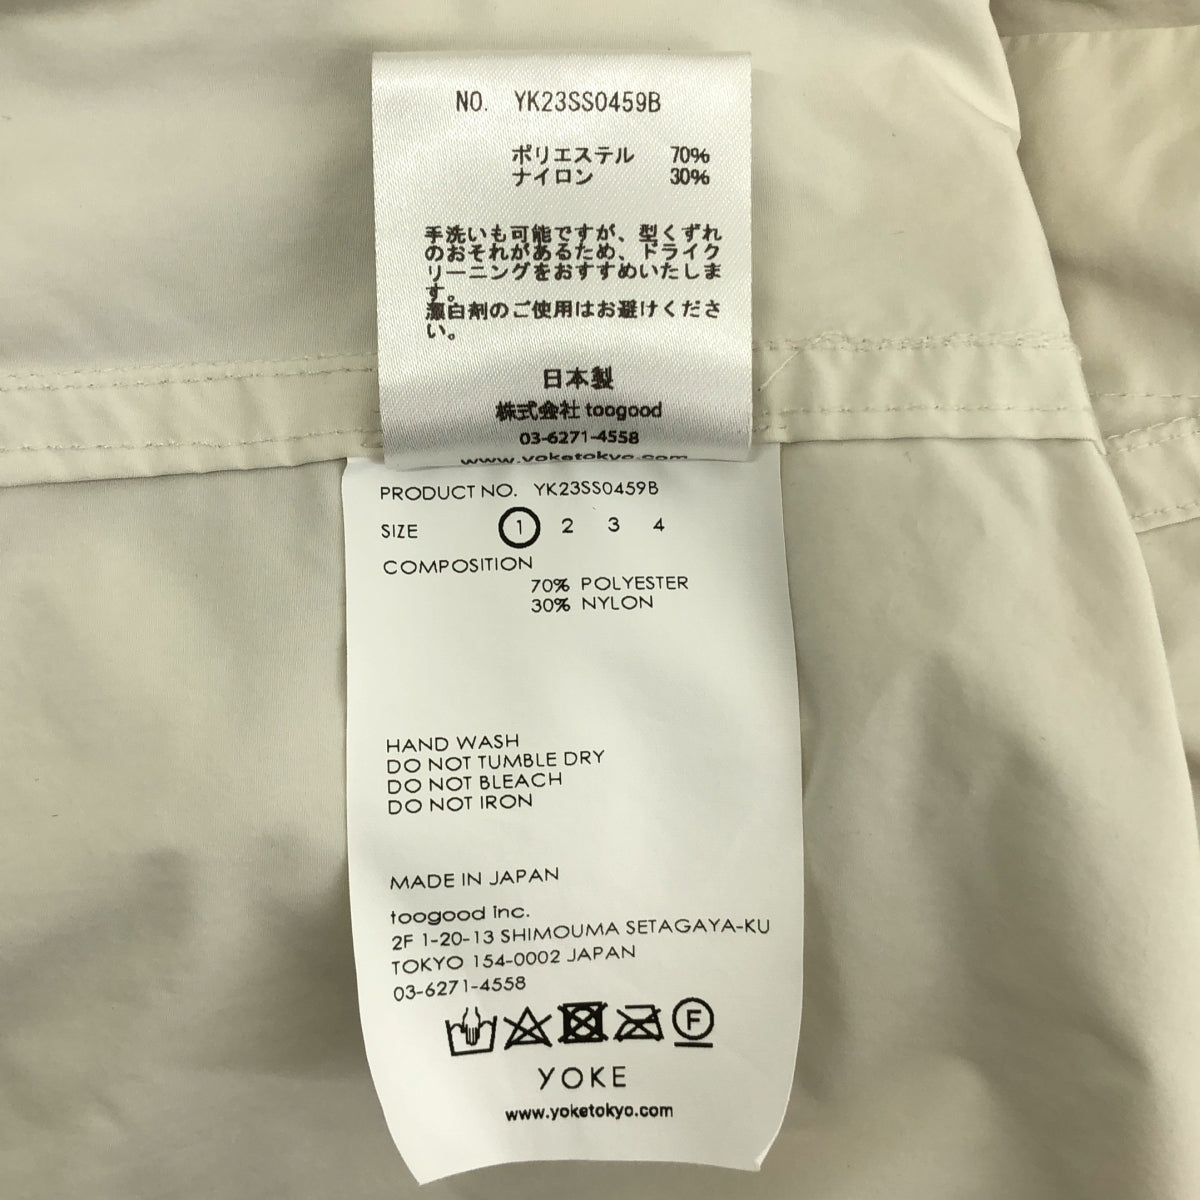 NO. YK23SS0459B
ポリエステル 70%
ナイロン 30%
手洗いも可能ですが、型くずれ
のおそれがあるため、ドライク
リーニングをおすすめいたしま
す。
漂白剤のご使用はお避けくださ
い。
日本製
株式会社 toogood
03-6271-4558
www.yoketokyo.com
PRODUCT NO. YK23SS0459B
SIZE 1 2 3 4
COMPOSITION
70% POLYESTER
30% NYLON
HAND WASH
DO NOT TUMBLE DRY
DO NOT BLEACH
DO NOT IRON
MADE IN JAPAN
toogood inc.
2F 1-20-13 SHIMOUMA SETAGAYA-KU
TOKYO 154-0002 JAPAN
03-6271-4558
F
YOKE
www.yoketokyo.com